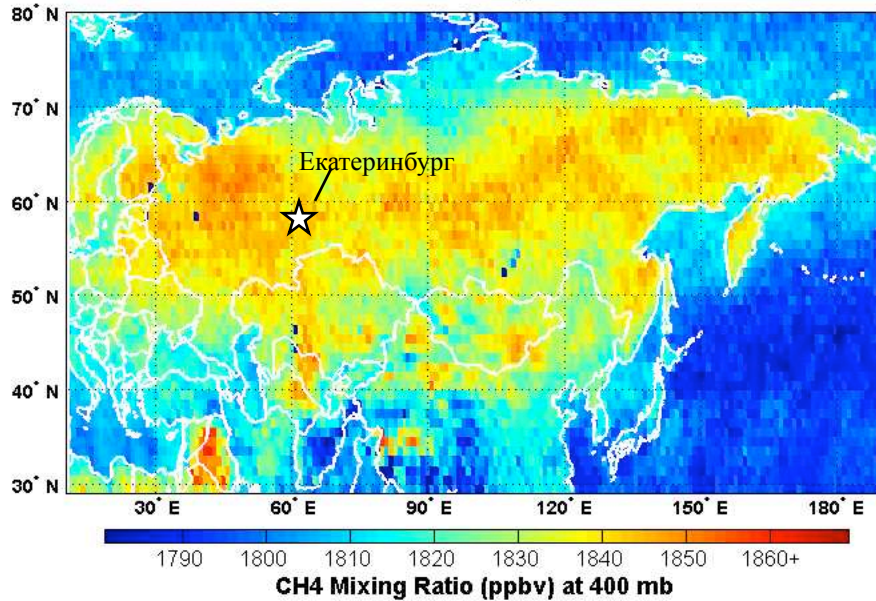 80° N
70° N
Екатеринбург
60° N
50° N
40° N
30° N
30° E 60° E 90° E 120° E 150° E 180° E
1790 1800 1810 1820 1830 1840 1850 1860+
CH4 Mixing Ratio (ppbv) at 400 mb